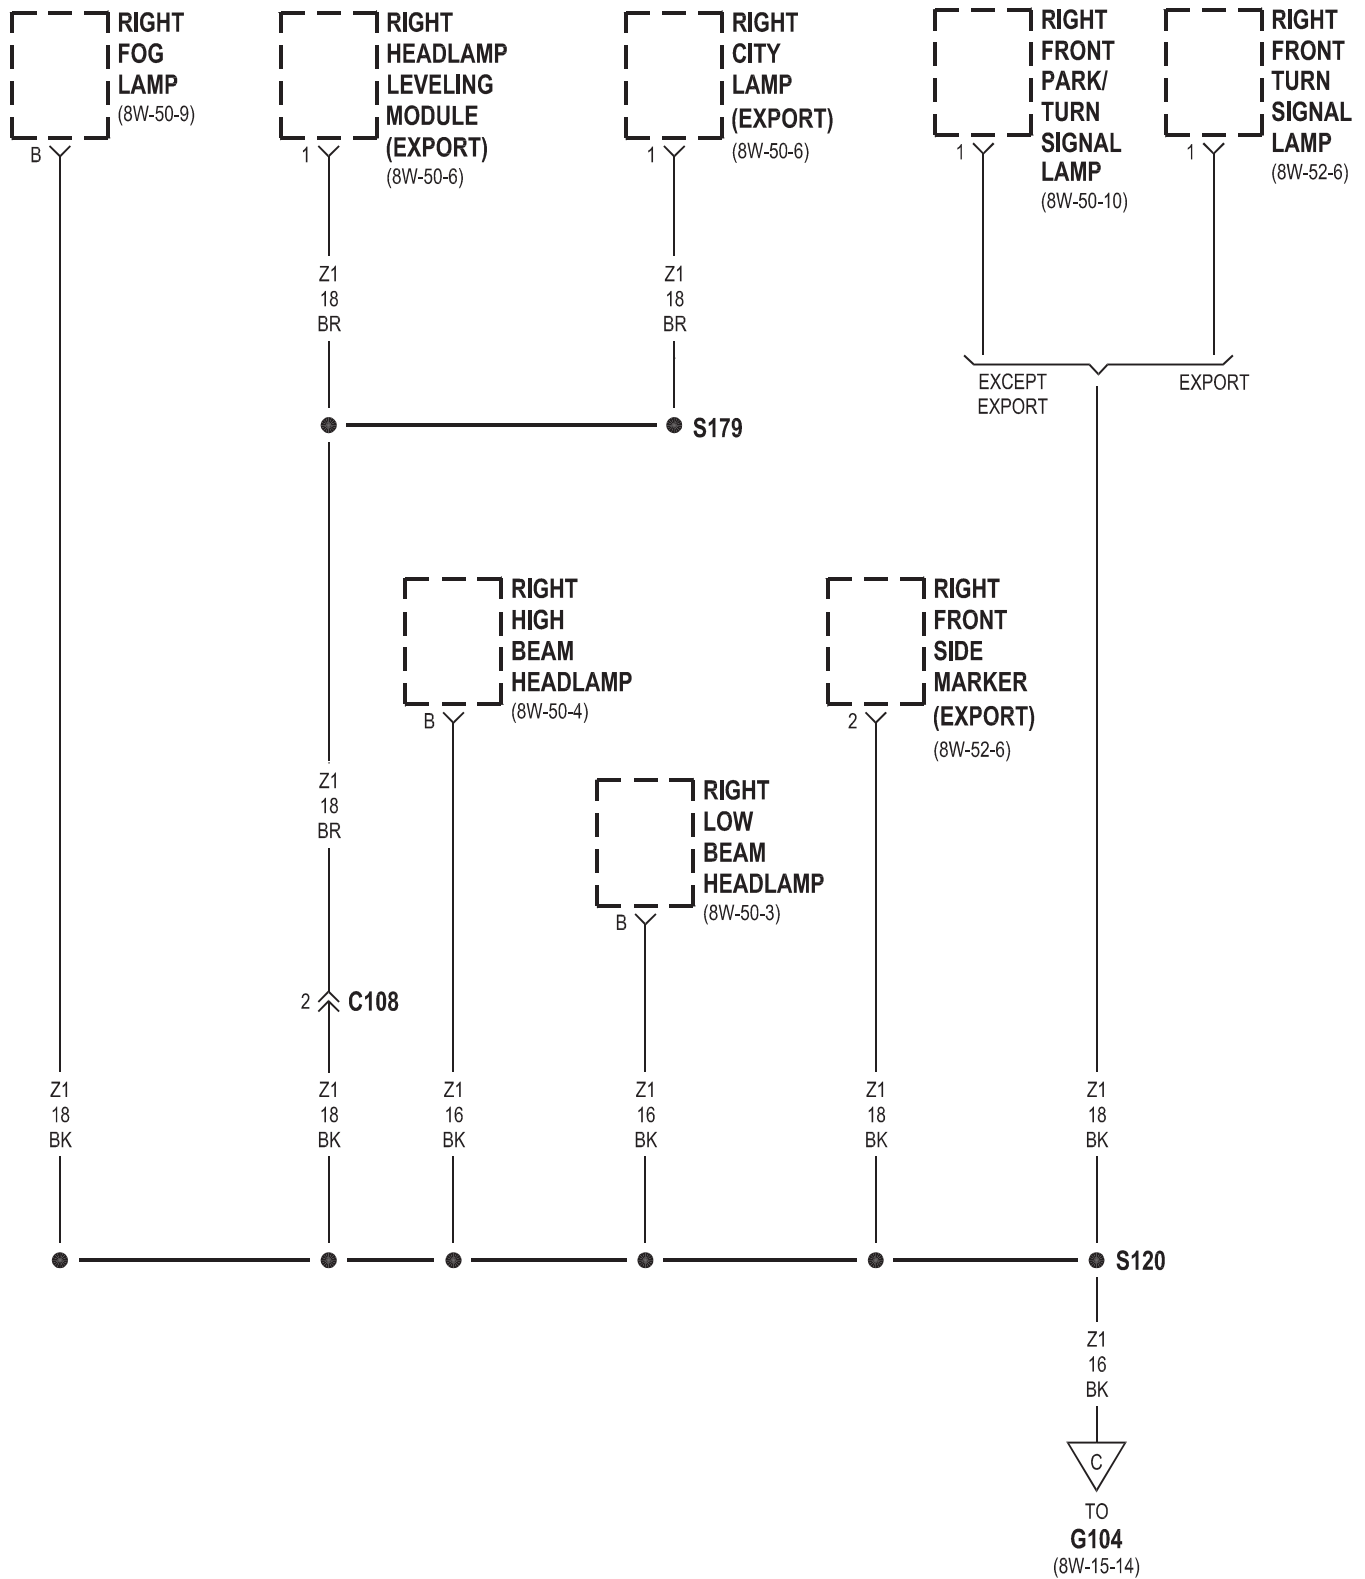 RIGHT
FOG
LAMP
(8W-50-9)
B
RIGHT
HEADLAMP
LEVELING
MODULE
(EXPORT)
(8W-50-6)
1
RIGHT
CITY
LAMP
(EXPORT)
(8W-50-6)
1
RIGHT
FRONT
PARK/
TURN
SIGNAL
LAMP
(8W-50-10)
1
RIGHT
FRONT
TURN
SIGNAL
LAMP
(8W-52-6)
1
Z1
18
BR
Z1
18
BR
EXCEPT
EXPORT
EXPORT
S179
RIGHT
HIGH
BEAM
HEADLAMP
(8W-50-4)
B
RIGHT
FRONT
SIDE
MARKER
(EXPORT)
(8W-52-6)
2
Z1
18
BR
RIGHT
LOW
BEAM
HEADLAMP
(8W-50-3)
B
2
C108
Z1
18
BK
Z1
18
BK
Z1
16
BK
Z1
16
BK
Z1
18
BK
Z1
18
BK
S120
Z1
16
BK
C
TO
G104
(8W-15-14)